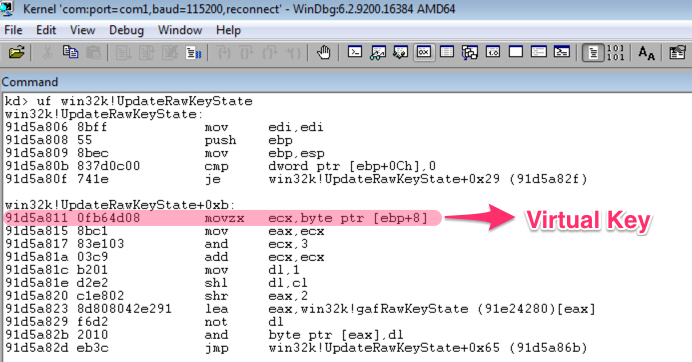 Kernel 'com:port=com1,baud=115200,reconnect' - WinDbg:6.2.9200.16384 AMD64
File Edit View Debug Window Help
101
101
A A
Command
kd> uf win32k!UpdateRawKeyState
win32k!UpdateRawKeyState:
91d5a806 8bff mov edi,edi
91d5a808 55 push ebp
91d5a809 8bec mov ebp,esp
91d5a80b 837d0c00 cmp dword ptr [ebp+0Ch],0
91d5a80f 741e je win32k!UpdateRawKeyState+0x29 (91d5a82f)
win32k!UpdateRawKeyState+0xb:
91d5a811 0fb64d08 movzx ecx,byte ptr [ebp+8] Virtual Key
91d5a815 8bc1 mov eax,ecx
91d5a817 83e103 and ecx,3
91d5a81a 03c9 add ecx,ecx
91d5a81c b201 mov dl,1
91d5a81e d2e2 shl dl,cl
91d5a820 c1e802 shr eax,2
91d5a823 8d808042e291 lea eax,win32k!gafRawKeyState (91e24280)[eax]
91d5a829 f6d2 not dl
91d5a82b 2010 and byte ptr [eax],dl
91d5a82d eb3c jmp win32k!UpdateRawKeyState+0x65 (91d5a86b)